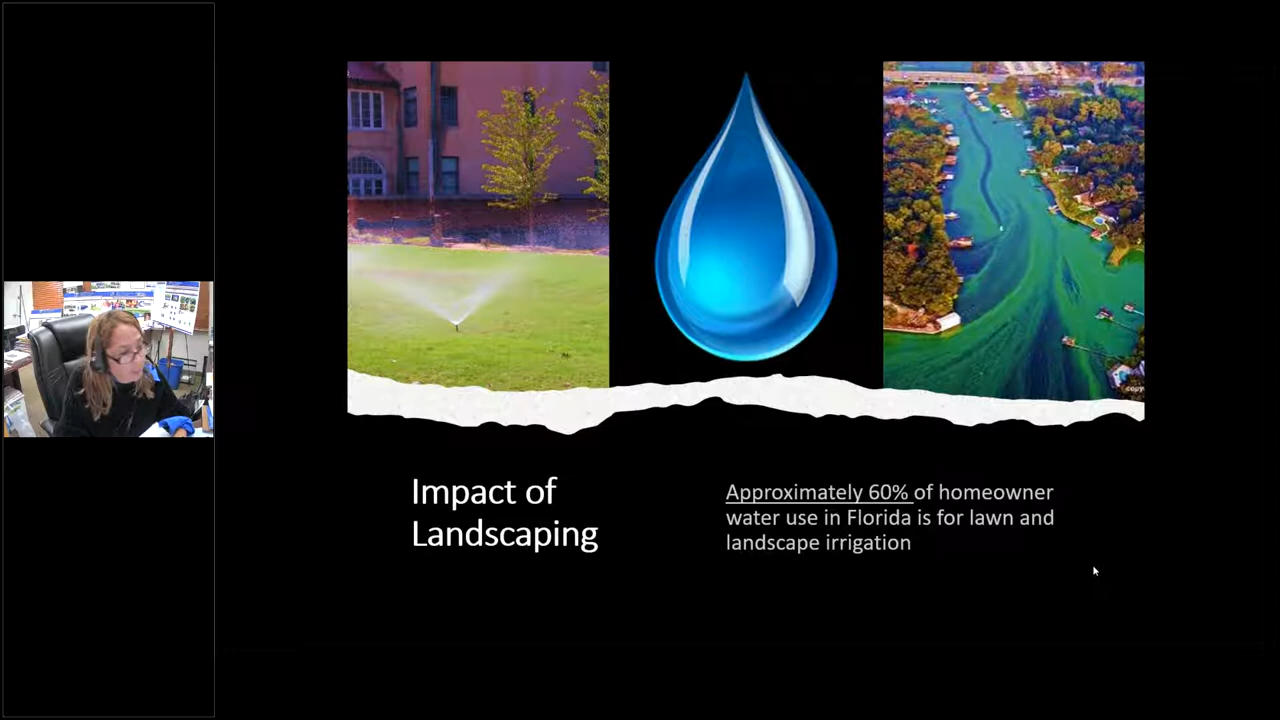 Impact of
Landscaping
Approximately 60% of homeowner
water use in Florida is for lawn and
landscape irrigation